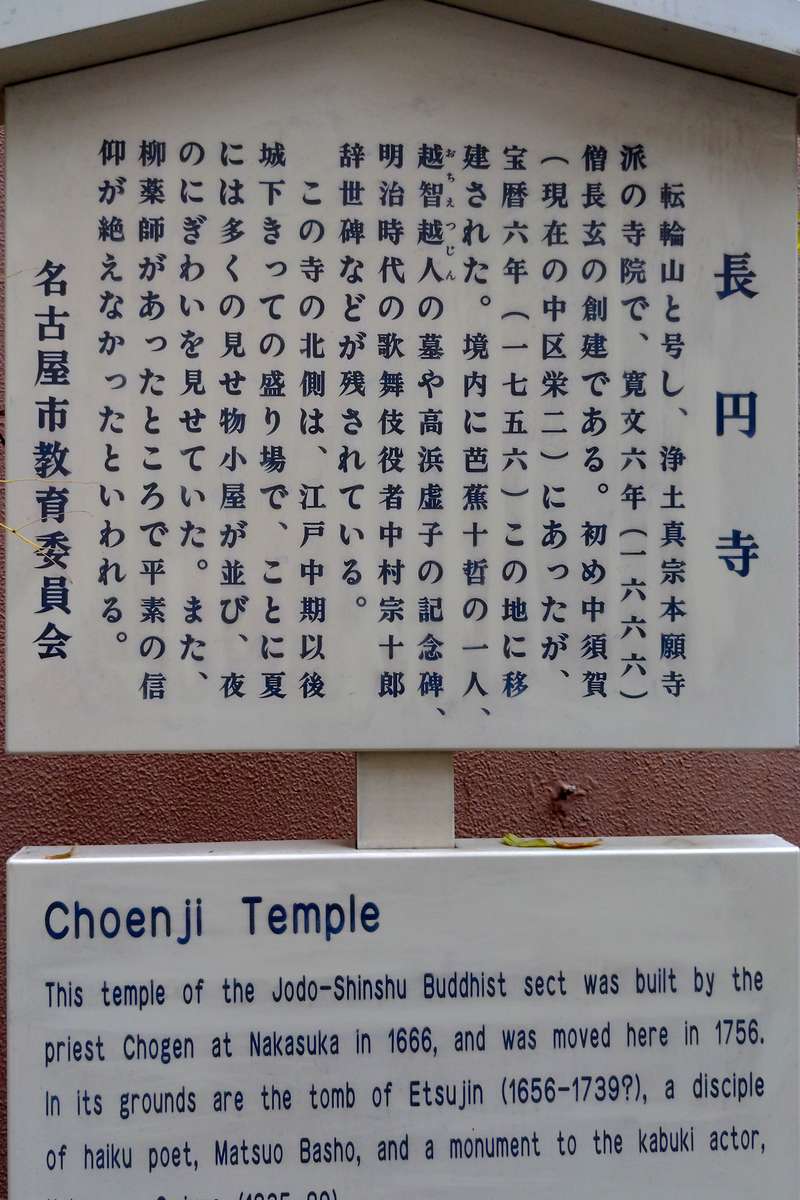 長円寺
転輪山と号し、浄土真宗本願寺
派の寺院で、寛文六年(一六六六)
僧長玄の創建である。初め中須賀
(現在の中区栄二)にあったが、
宝暦六年(一七五六)この地に移
建された。境内に芭蕉十哲の一人、
越智越人の墓や高浜虚子の記念碑、
おちえつじん
明治時代の歌舞伎役者中村宗十郎
辞世碑などが残されている。
この寺の北側は、江戸中期以後
城下きっての盛り場で、ことに夏
には多くの見せ物小屋が並び、夜
のにぎわいを見せていた。また、
柳薬師があったところで平素の信
仰が絶えなかったといわれる。
名古屋市教育委員会
Choenji Temple
This temple of the Jodo-Shinshu Buddhist sect was built by the
priest Chogen at Nakasuka in 1666, and was moved here in 1756.
In its grounds are the tomb of Etsujin (1656-1739?), a disciple
of haiku poet, Matsuo Basho, and a monument to the kabuki actor,